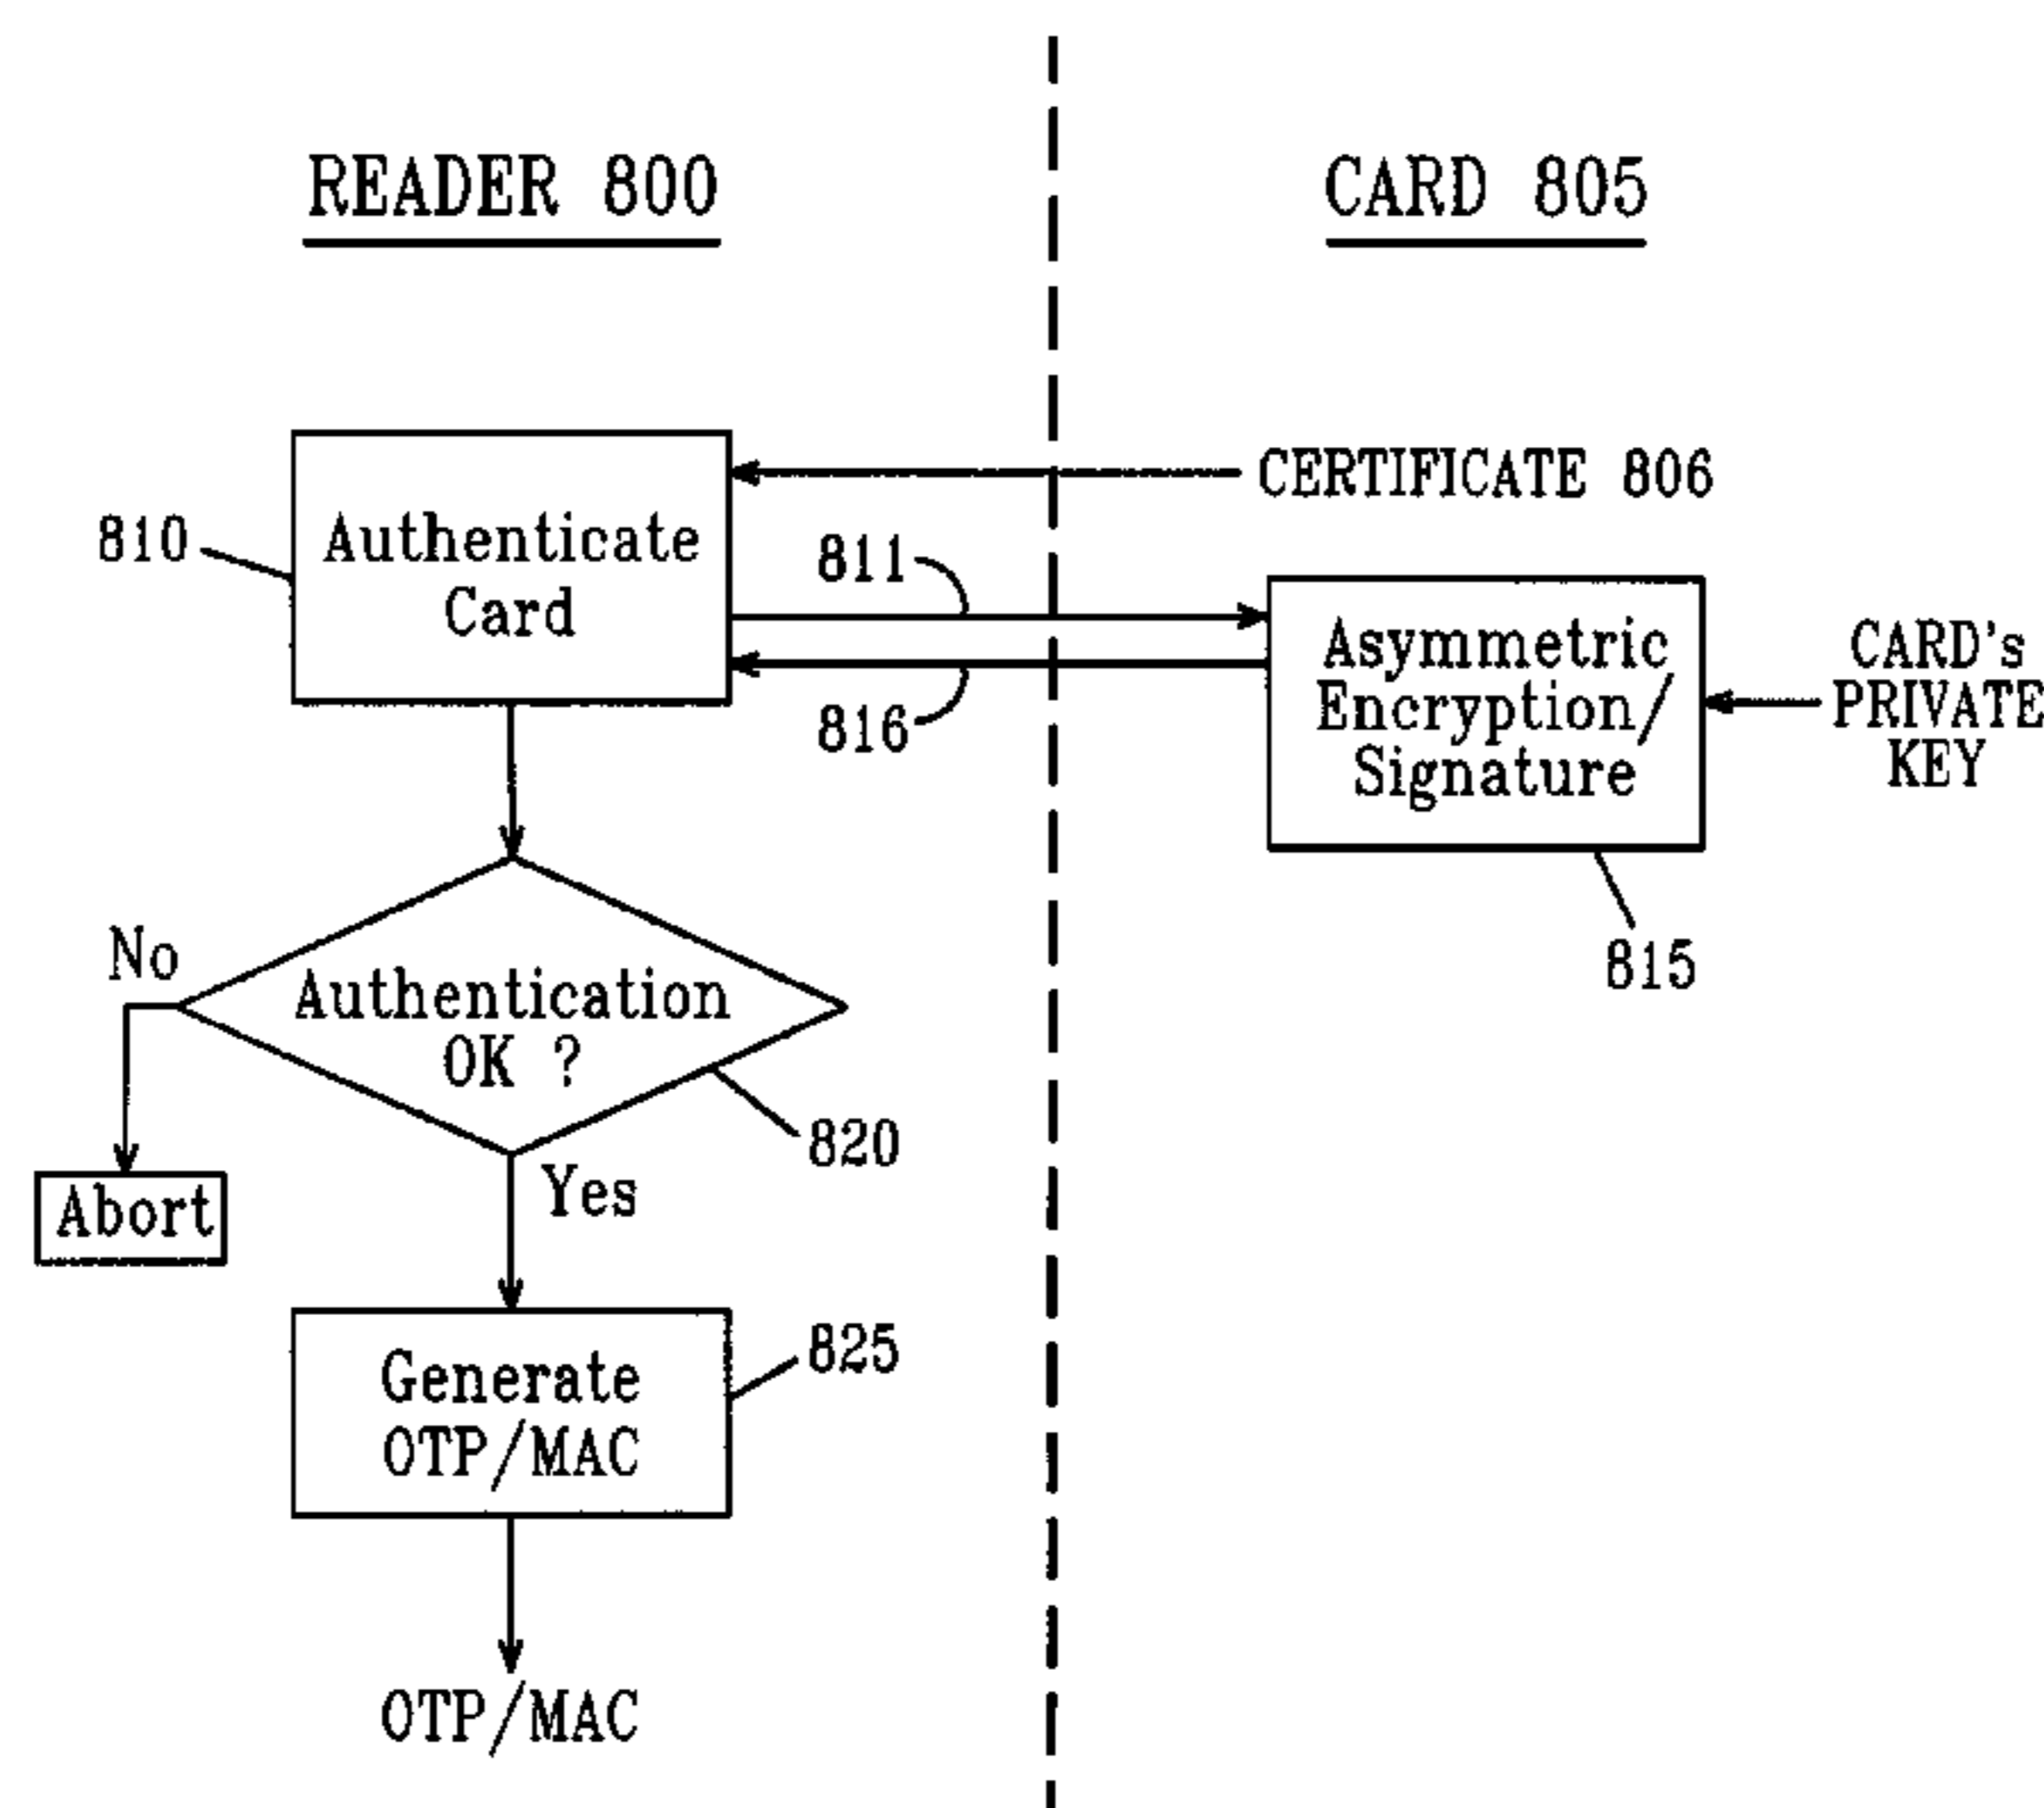 READER 800
CARD 805
CERTIFICATE 806
810
Authenticate
Card
811
816
Asymmetric
Encryption/
Signature
CARD's
PRIVATE
KEY
815
No
Authentication
OK ?
820
Yes
Abort
Generate
OTP/MAC
825
OTP/MAC